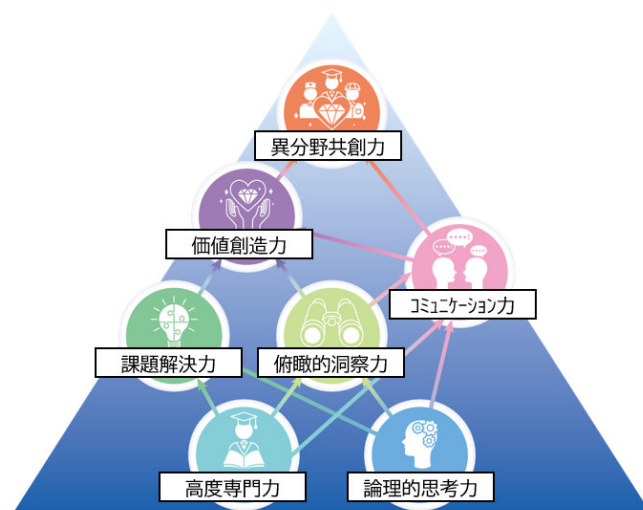 異分野共創力
価値創造力
コミュニケーション力
課題解決力
俯瞰的洞察力
高度専門力
論理的思考力